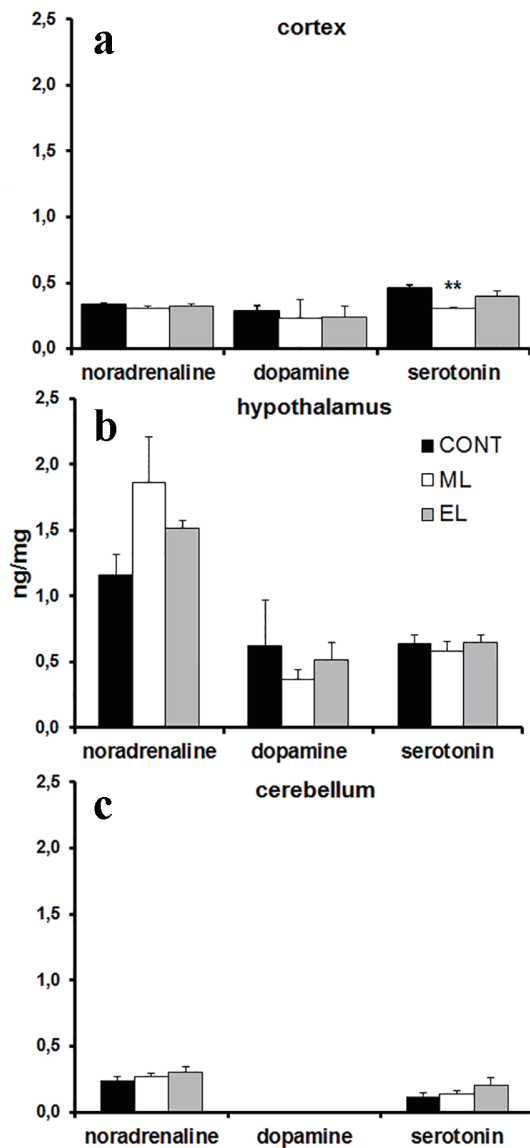 a
cortex
2,5
2,0
1,5
1,0
0,5
0,0
**
noradrenaline dopamine serotonin
b
hypothalamus
2,5
2,0
1,5
1,0
0,5
0,0
ng/mg
CONT
ML
EL
noradrenaline dopamine serotonin
c
cerebellum
2,5
2,0
1,5
1,0
0,5
0,0
noradrenaline dopamine serotonin